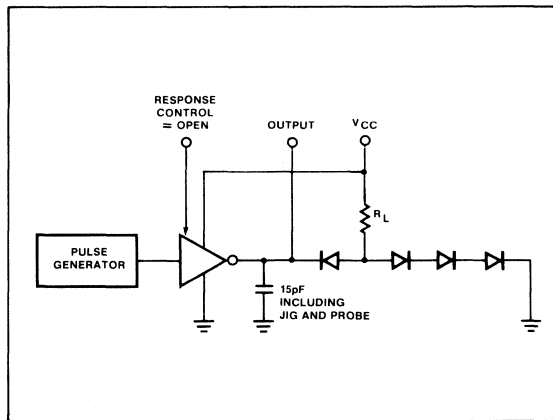 RESPONSE
CONTROL
= OPEN
OUTPUT
VCC
RL
PULSE
GENERATOR
15pF
INCLUDING
JIG AND PROBE